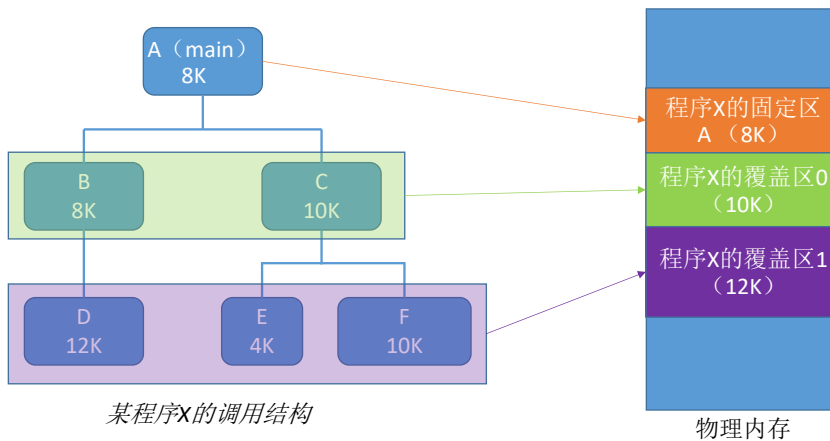 A（main）
8K
程序X的固定区
A （8K）
B
8K
C
10K
程序X的覆盖区0
（10K）
程序X的覆盖区1
（12K）
D
12K
E
4K
F
10K
某程序X的调用结构
物理内存